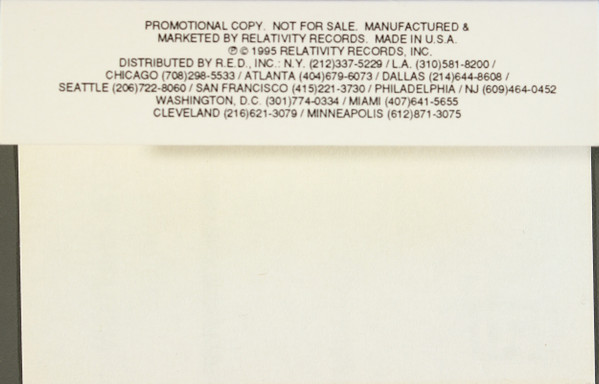 PROMOTIONAL COPY. NOT FOR SALE. MANUFACTURED &
MARKETED BY RELATIVITY RECORDS. MADE IN U.S.A.
℗ © 1995 RELATIVITY RECORDS, INC.
DISTRIBUTED BY R.E.D., INC.: N.Y. (212)337-5229 / L.A. (310)581-8200 /
CHICAGO (708)298-5533 / ATLANTA (404)679-6073 / DALLAS (214)644-8608 /
SEATTLE (206)722-8060 / SAN FRANCISCO (415)221-3730 / PHILADELPHIA / NJ (609)464-0452
WASHINGTON, D.C. (301)774-0334 / MIAMI (407)641-5655
CLEVELAND (216)621-3079 / MINNEAPOLIS (612)871-3075